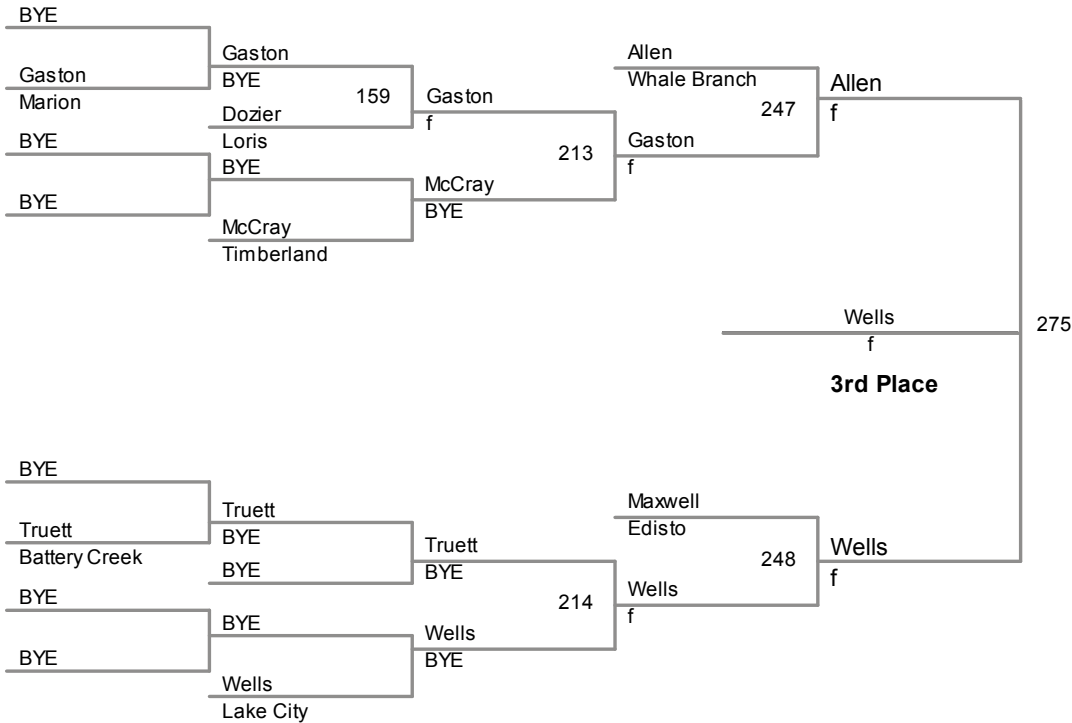 BYE
Gaston
Marion
BYE
BYE
Gaston
BYE
159
Dozier
Loris
BYE
McCray
Timberland
Gaston
f
213
McCray
BYE
Allen
Whale Branch
247
Gaston
f
Allen
f
Wells
f
275
3rd Place
BYE
Truett
Battery Creek
BYE
BYE
Truett
BYE
BYE
BYE
Wells
Lake City
Truett
BYE
214
Wells
BYE
Maxwell
Edisto
248
Wells
f
Wells
f